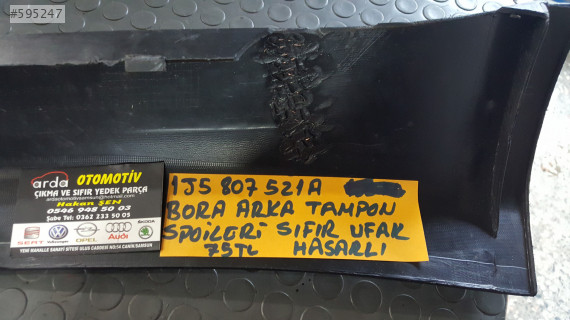 #595247
arda OTOMOTİV
ÇIKMA VE SIFIR YEDEK PARÇA
Hakan ŞEN
0546 948 50 03
Şube Tel: 0362 233 50 05
SEAT Volkswagen OPEL Audi ŠKODA
1J5 807 521A
BORA ARKA TAMPON
SPOİLERİ SIFIR UFAK
75TL HASARLI